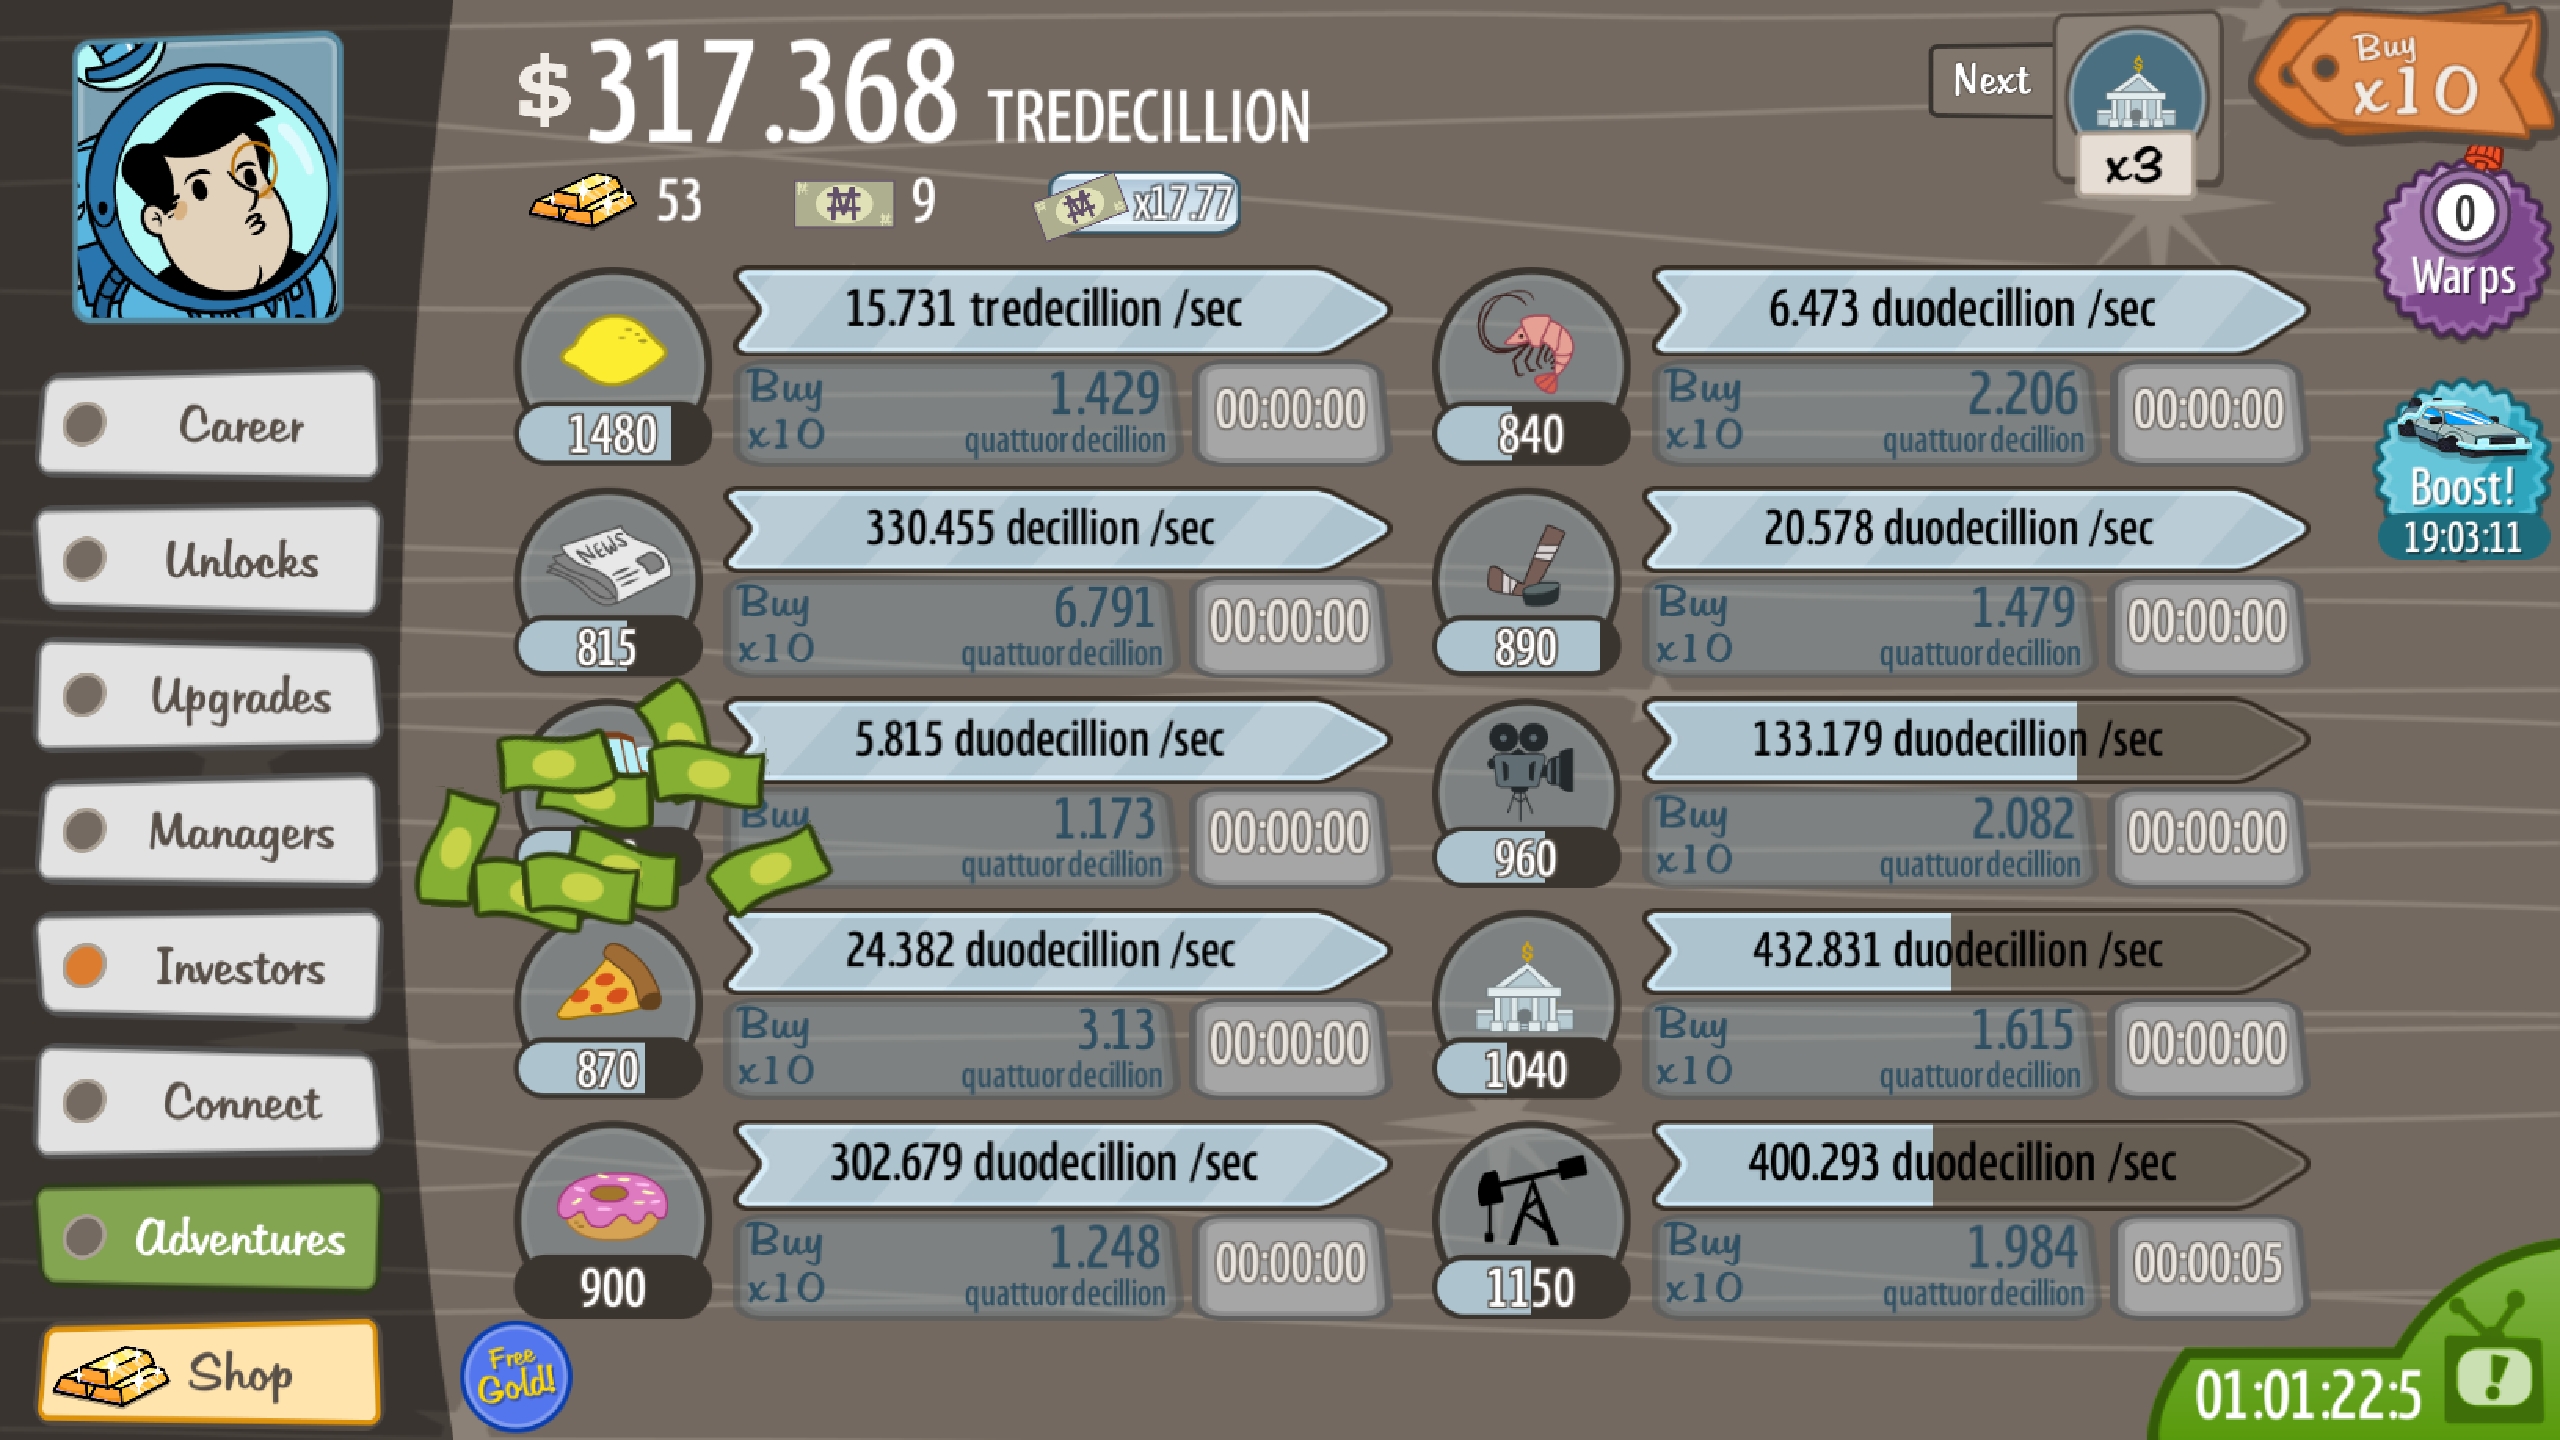 $317.368 TREDECILLION
53
9
x17.77
Next
x3
Buy
x10
0
Warps
Boost!
19:03:11
Career
Unlocks
Upgrades
Managers
Investors
Connect
Adventures
Shop
15.731 tredecillion /sec
1480
Buy
x10
1.429
quattuordecillion
00:00:00
6.473 duodecillion /sec
840
Buy
x10
2.206
quattuordecillion
00:00:00
NEWS
330.455 decillion /sec
815
Buy
x10
6.791
quattuordecillion
00:00:00
20.578 duodecillion /sec
890
Buy
x10
1.479
quattuordecillion
00:00:00
5.815 duodecillion /sec
Buy
1.173
quattuordecillion
00:00:00
133.179 duodecillion /sec
960
Buy
x10
2.082
quattuordecillion
00:00:00
24.382 duodecillion /sec
870
Buy
x10
3.13
quattuordecillion
00:00:00
432.831 duodecillion /sec
1040
Buy
x10
1.615
quattuordecillion
00:00:00
302.679 duodecillion /sec
900
Buy
x10
1.248
quattuordecillion
00:00:00
400.293 duodecillion /sec
1150
Buy
x10
1.984
quattuordecillion
00:00:05
Free
Gold!
01:01:22:5